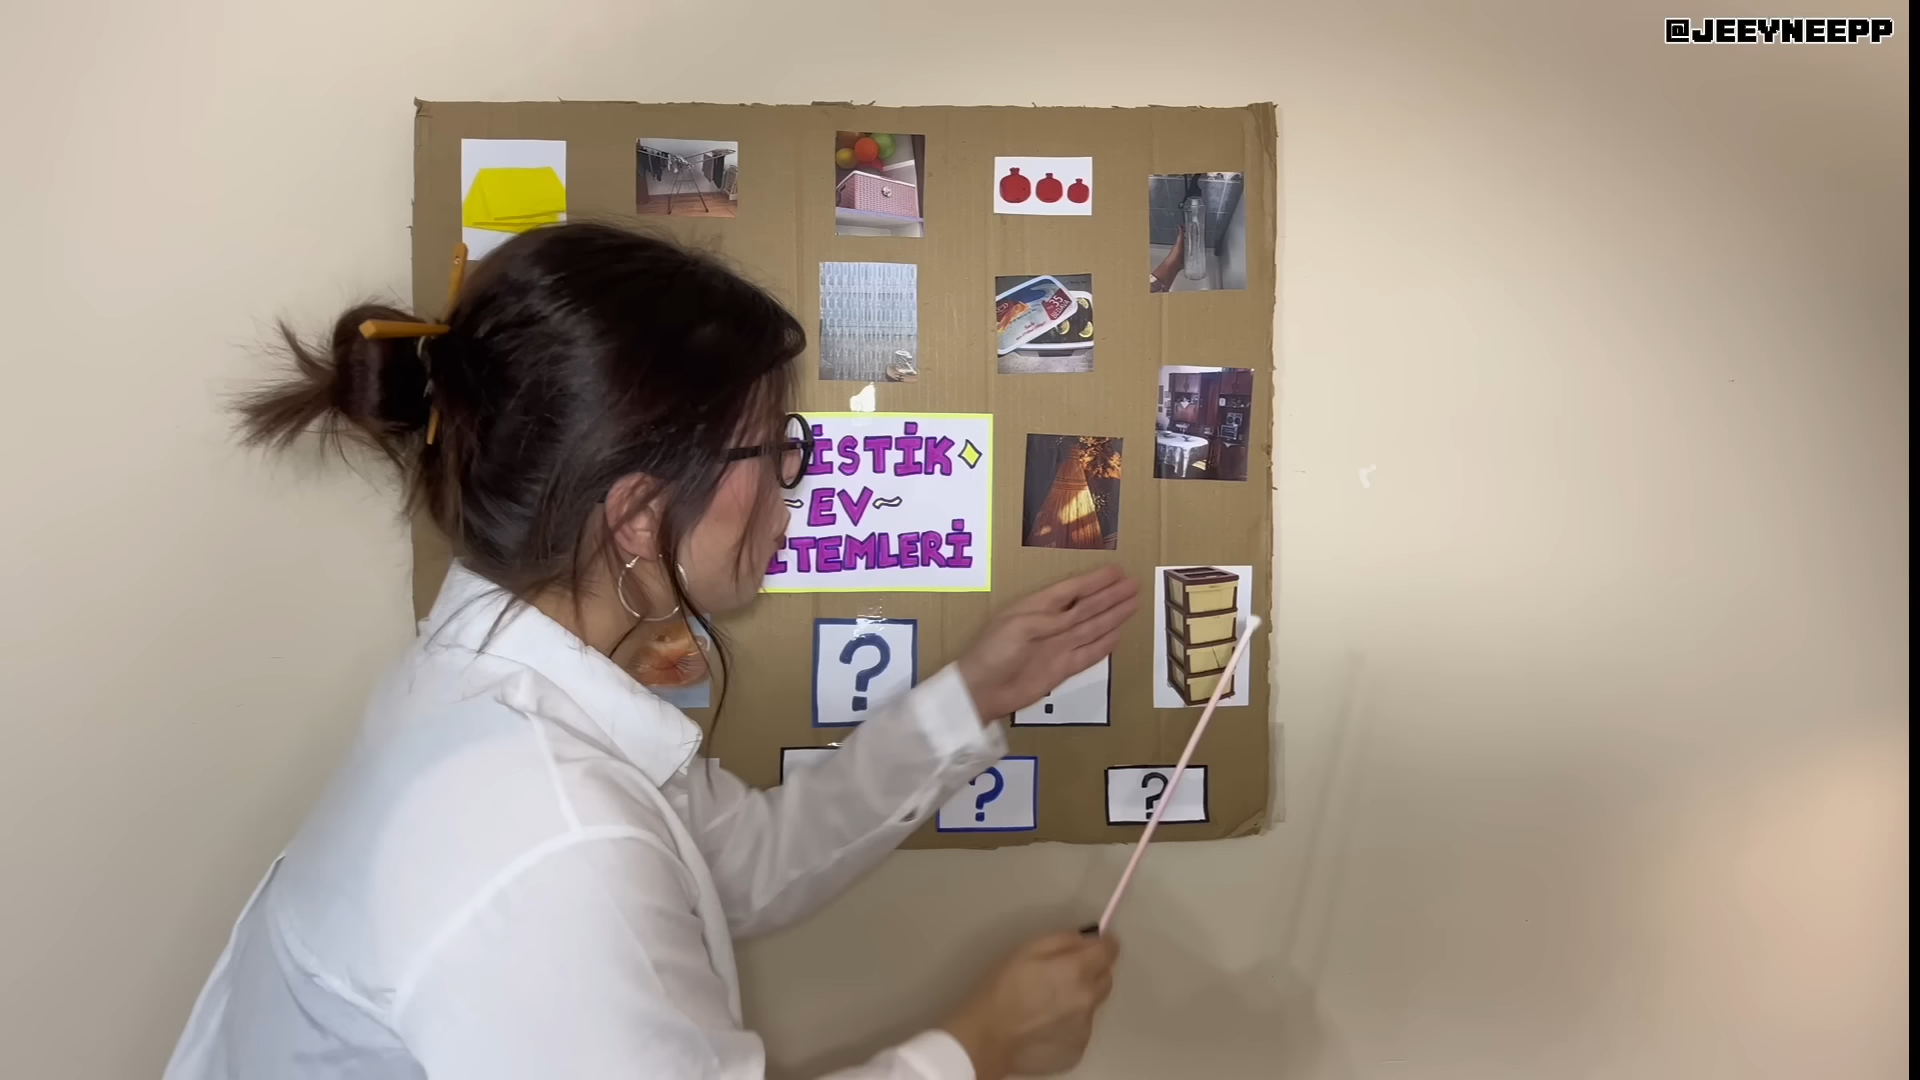 @JEEYNEEPP
İSTİK
~EV~
İTEMLERİ
?
?
?